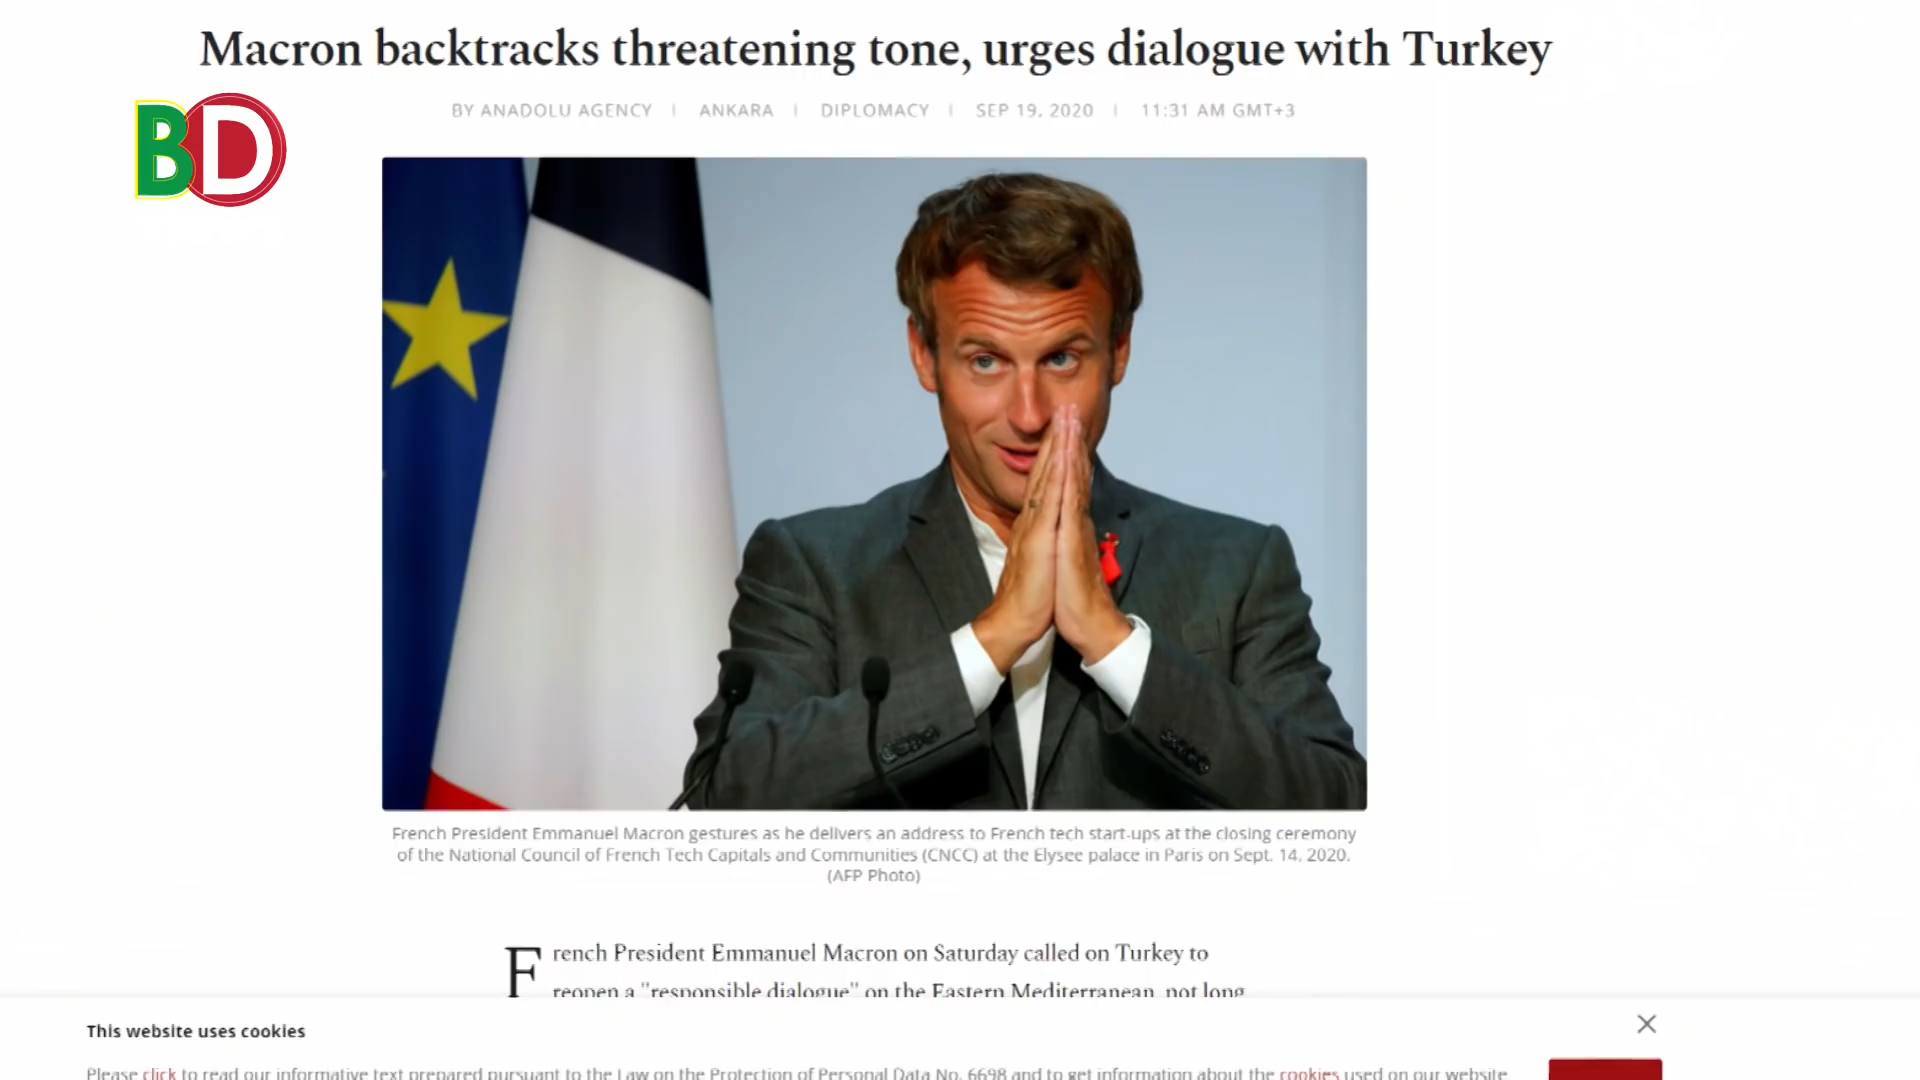 Macron backtracks threatening tone, urges dialogue with Turkey
BY ANADOLU AGENCY | ANKARA | DIPLOMACY | SEP 19, 2020 | 11:31 AM GMT+3
BD
French President Emmanuel Macron gestures as he delivers an address to French tech start-ups at the closing ceremony
of the National Council of French Tech Capitals and Communities (CNCC) at the Elysee palace in Paris on Sept. 14, 2020.
(AFP Photo)
French President Emmanuel Macron on Saturday called on Turkey to
reopen a "responsible dialogue" on the Eastern Mediterranean, not long
This website uses cookies
Please click to read our informative text prepared pursuant to the Law on the Protection of Personal Data No. 6698 and to get information about the cookies used on our website